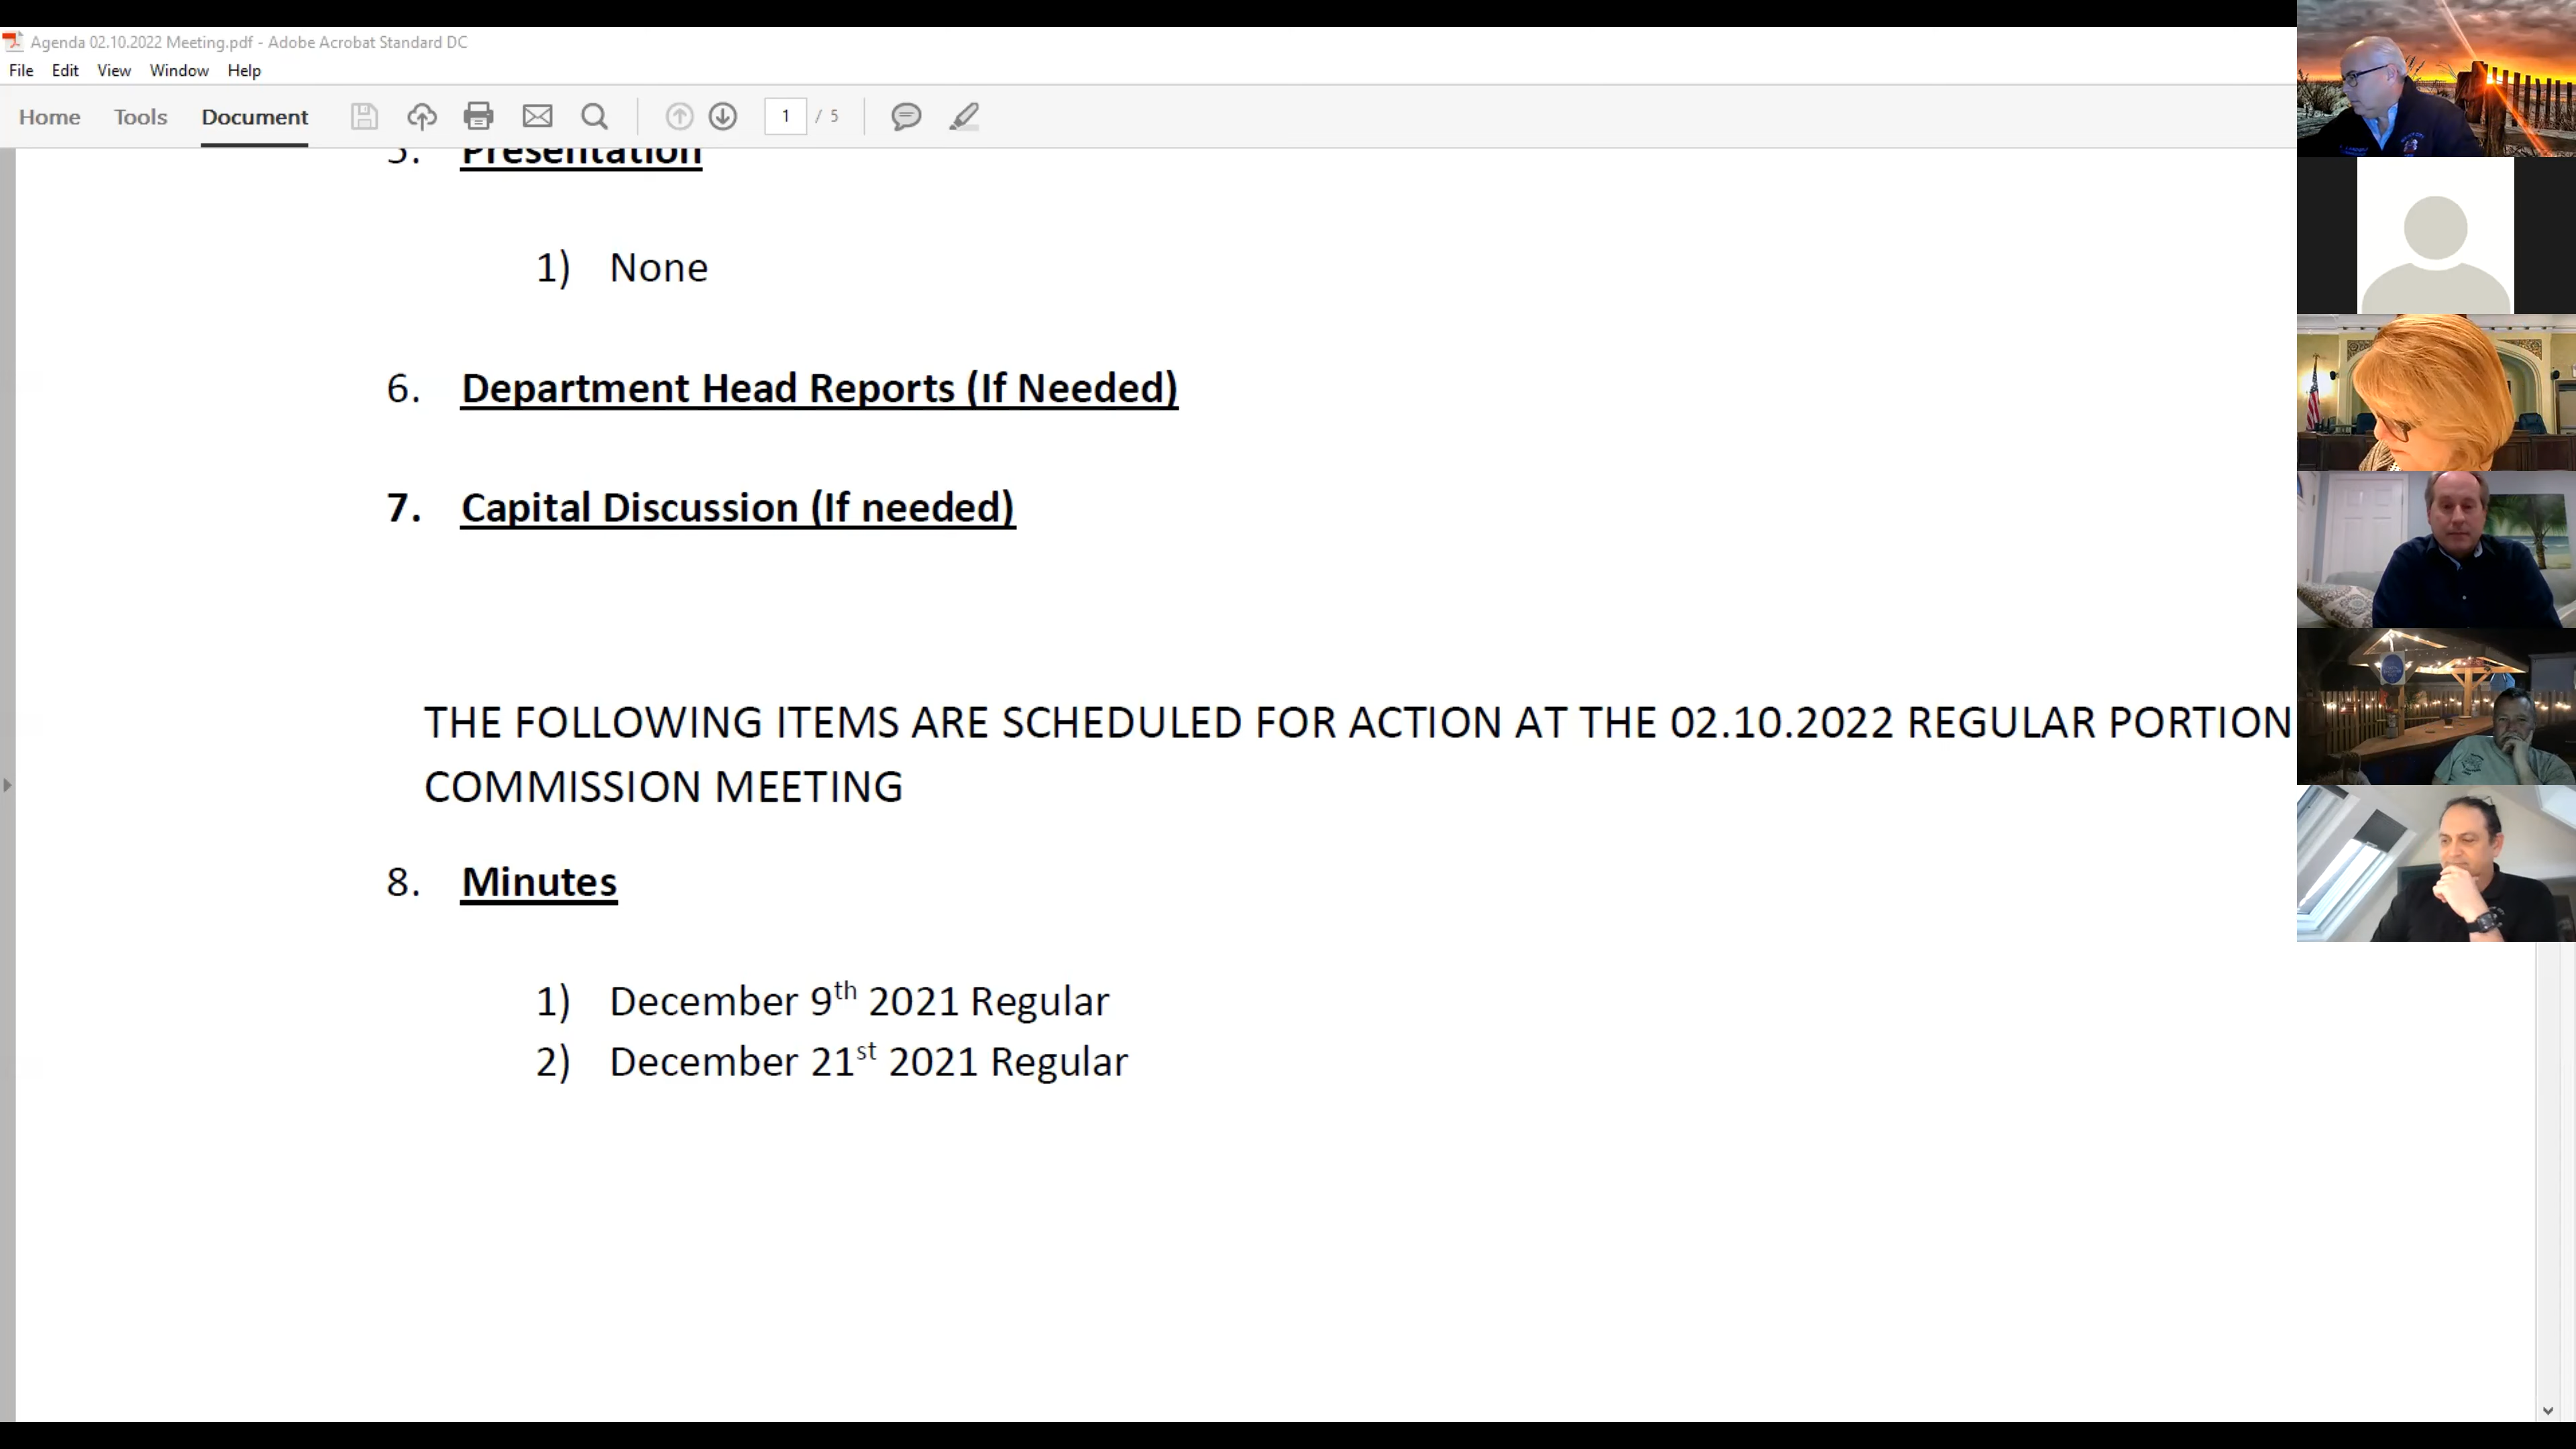 Agenda 02.10.2022 Meeting.pdf - Adobe Acrobat Standard DC
File Edit View Window Help
Home Tools Document 1 / 5
5. Presentation
1) None
6. Department Head Reports (If Needed)
7. Capital Discussion (If needed)
THE FOLLOWING ITEMS ARE SCHEDULED FOR ACTION AT THE 02.10.2022 REGULAR PORTION
COMMISSION MEETING
8. Minutes
1) December 9th 2021 Regular
2) December 21st 2021 Regular